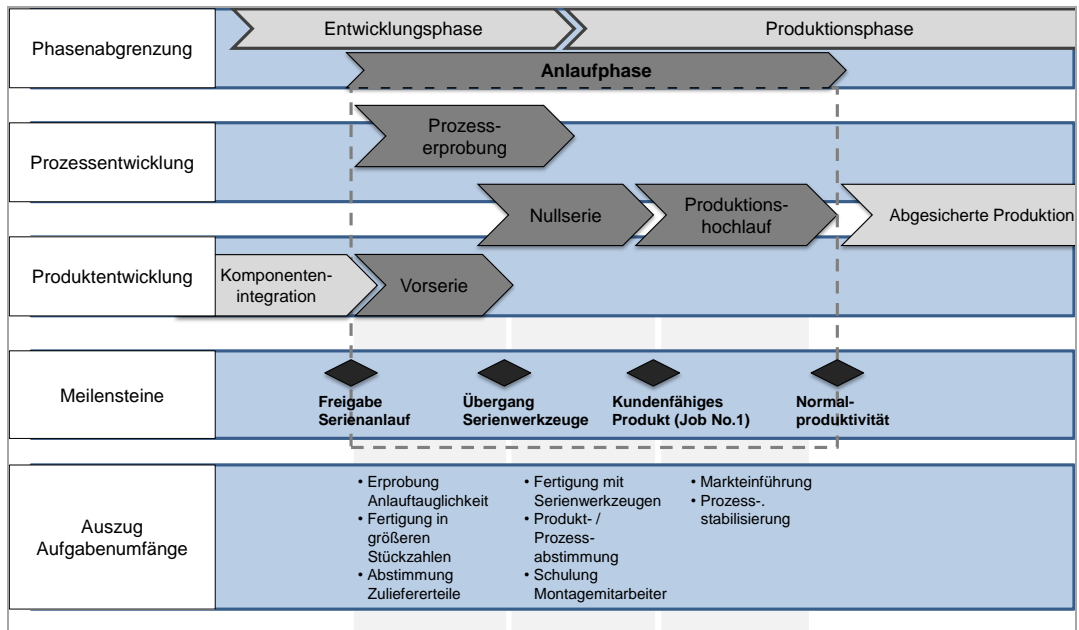 Entwicklungsphase
Produktionsphase
Phasenabgrenzung
Anlaufphase
Prozess-
erprobung
Prozessentwicklung
Nullserie
Produktions-
hochlauf
Abgesicherte Produktion
Produktentwicklung
Komponenten-
integration
Vorserie
Meilensteine
Freigabe
Serienanlauf
Übergang
Serienwerkzeuge
Kundenfähiges
Produkt (Job No.1)
Normal-
produktivität
Auszug
Aufgabenumfänge
• Erprobung
Anlauftauglichkeit
• Fertigung in
größeren
Stückzahlen
• Abstimmung
Zuliefererteile
• Fertigung mit
Serienwerkzeugen
• Produkt- /
Prozess-
abstimmung
• Schulung
Montagemitarbeiter
• Markteinführung
• Prozess-.
stabilisierung